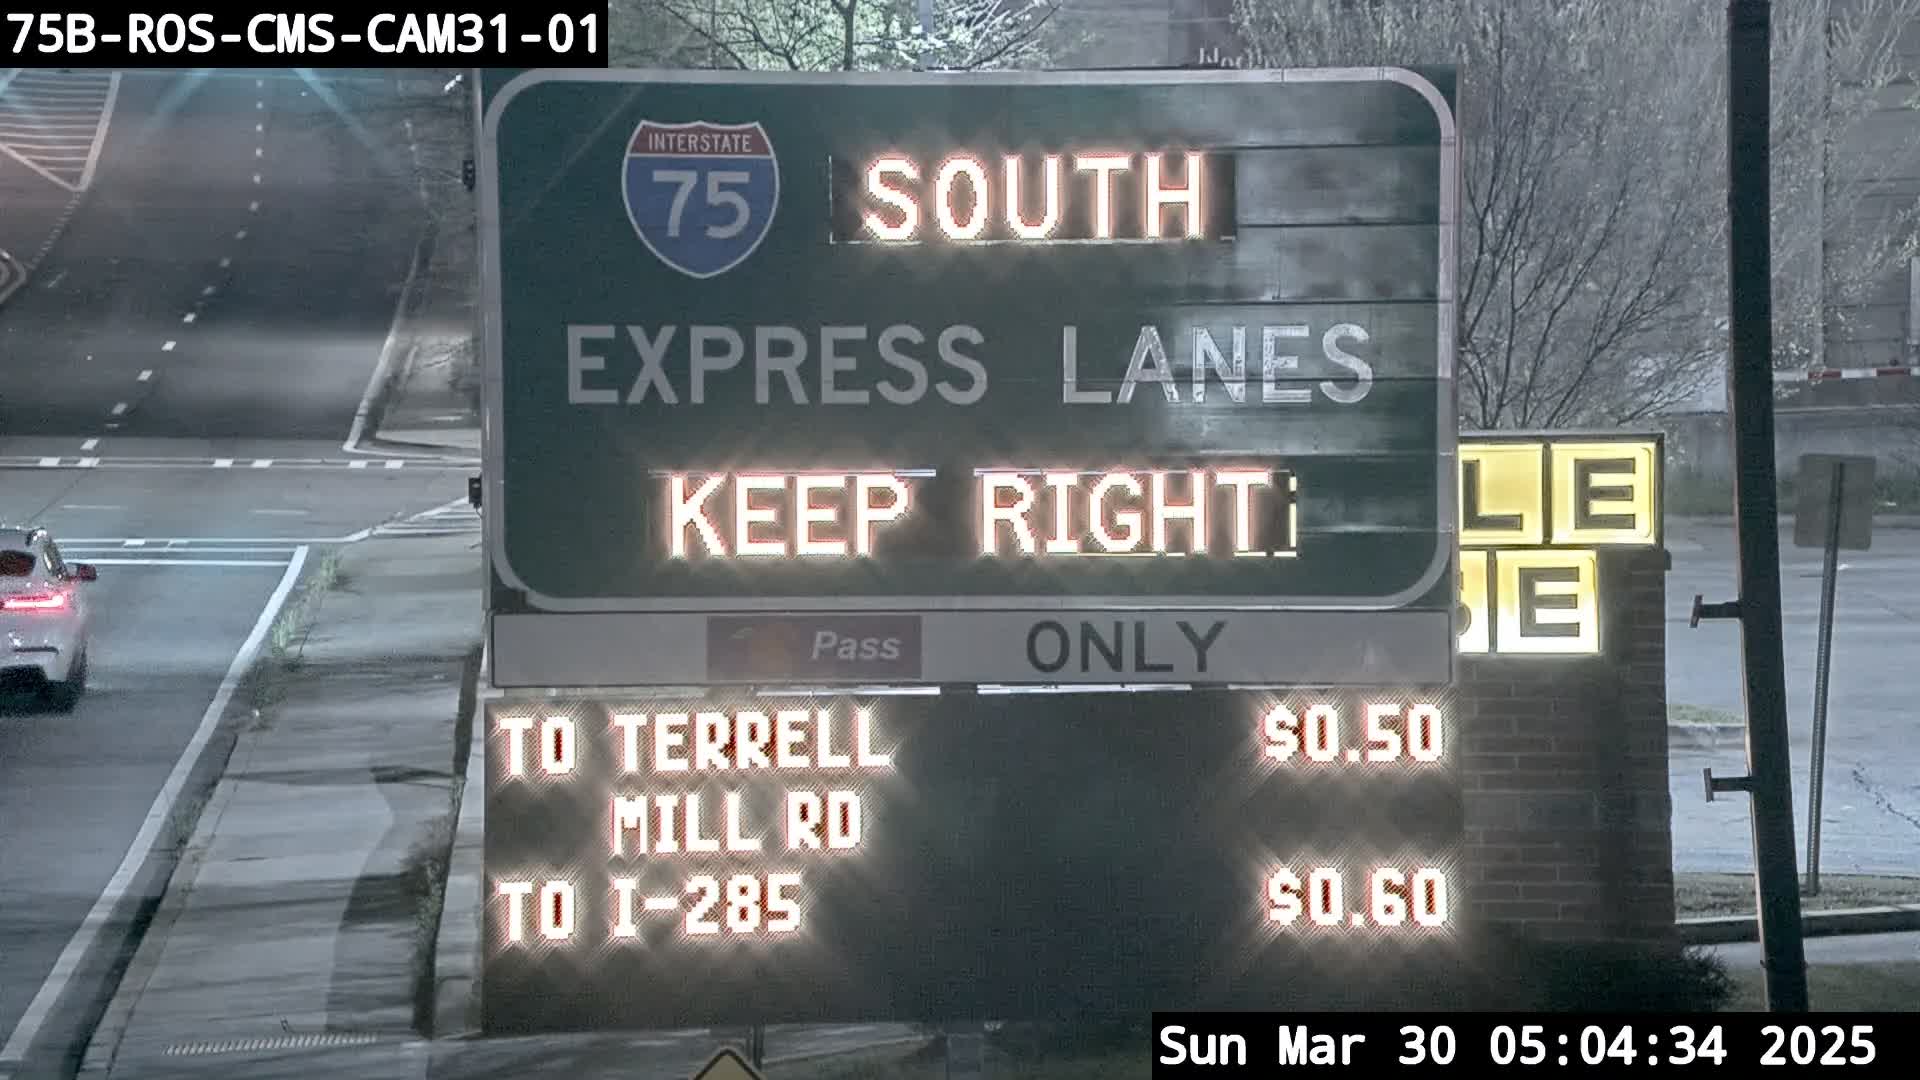 75B-ROS-CMS-CAM31-01
INTERSTATE
75
SOUTH
EXPRESS LANES
KEEP RIGHT
Pass ONLY
TO TERRELL $0.50
MILL RD
TO I-285 $0.60
LE
E
Sun Mar 30 05:04:34 2025